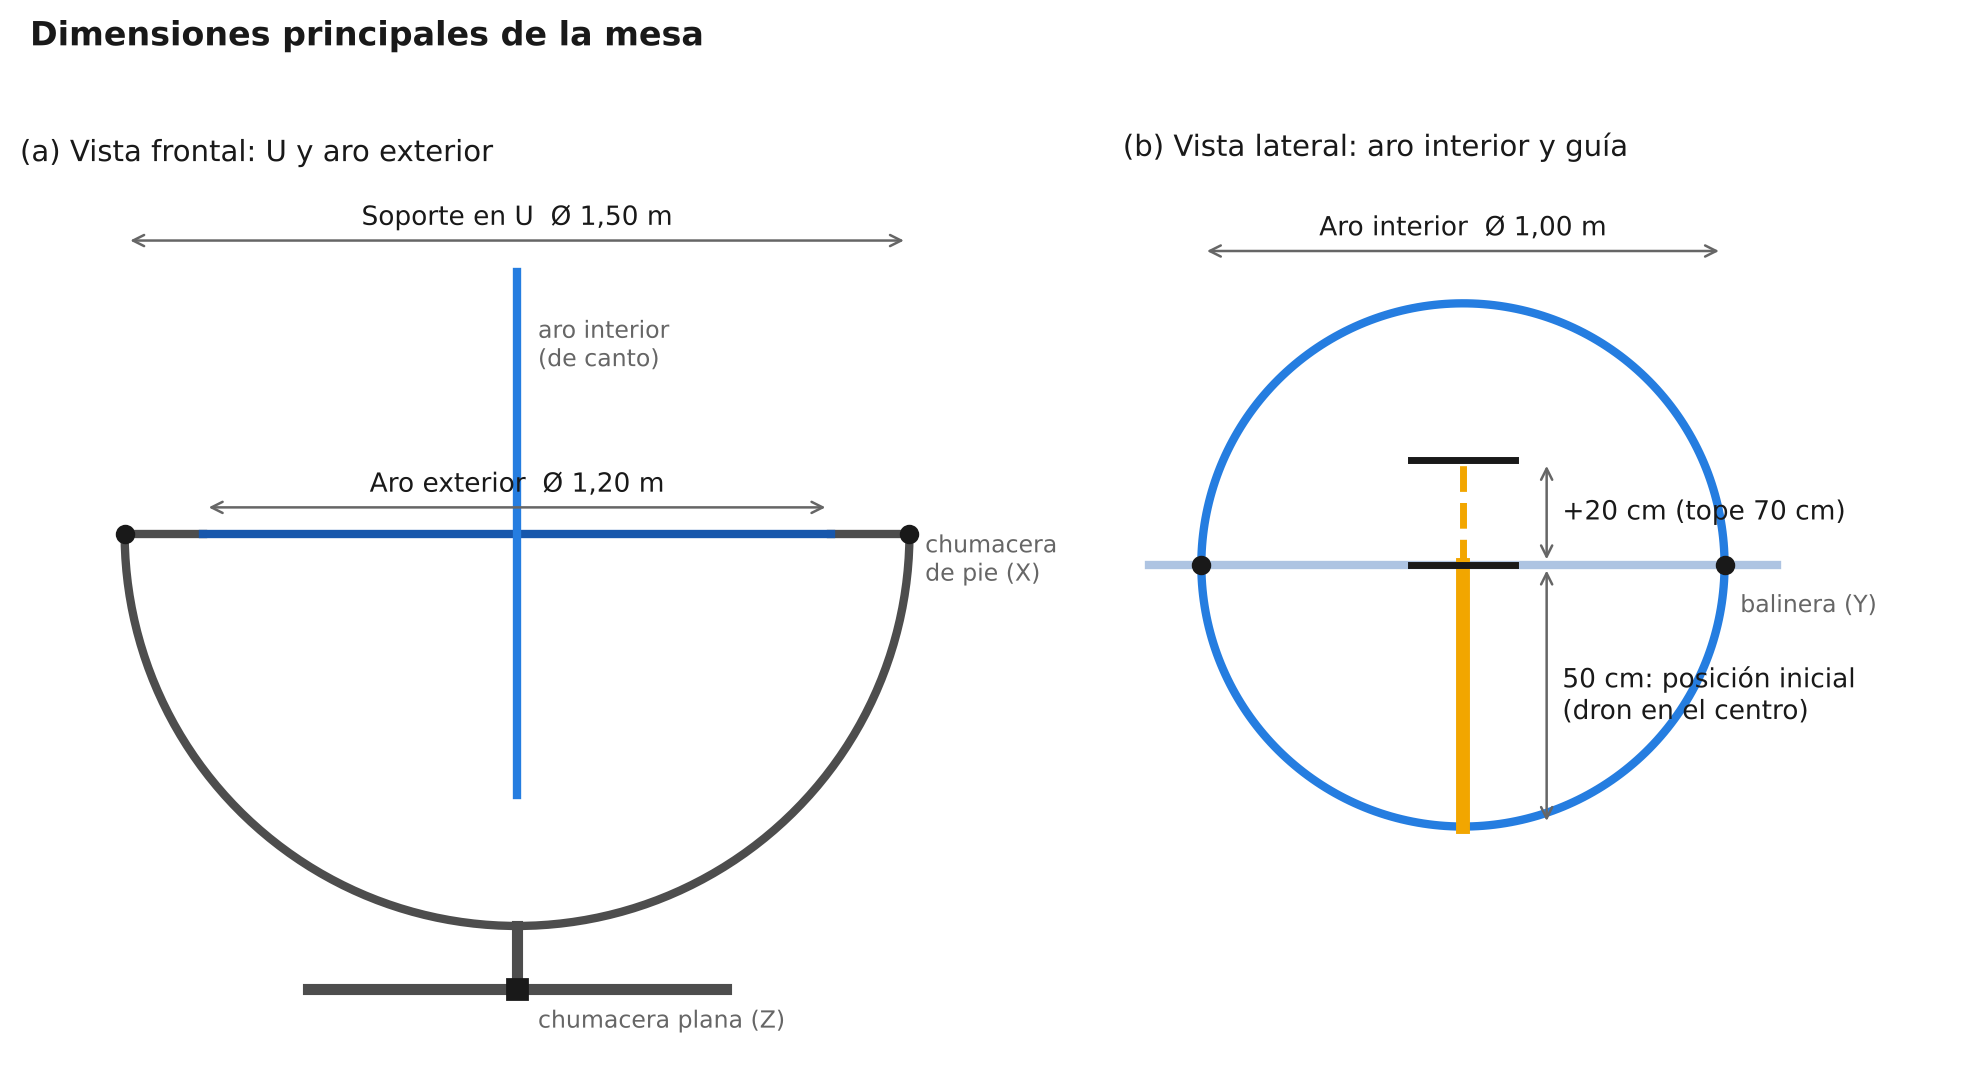 Dimensiones principales de la mesa
(a) Vista frontal: U y aro exterior
Soporte en U  Ø 1,50 m
aro interior
(de canto)
Aro exterior  Ø 1,20 m
chumacera
de pie (X)
chumacera plana (Z)
(b) Vista lateral: aro interior y guía
Aro interior  Ø 1,00 m
+20 cm (tope 70 cm)
balinera (Y)
50 cm: posición inicial
(dron en el centro)